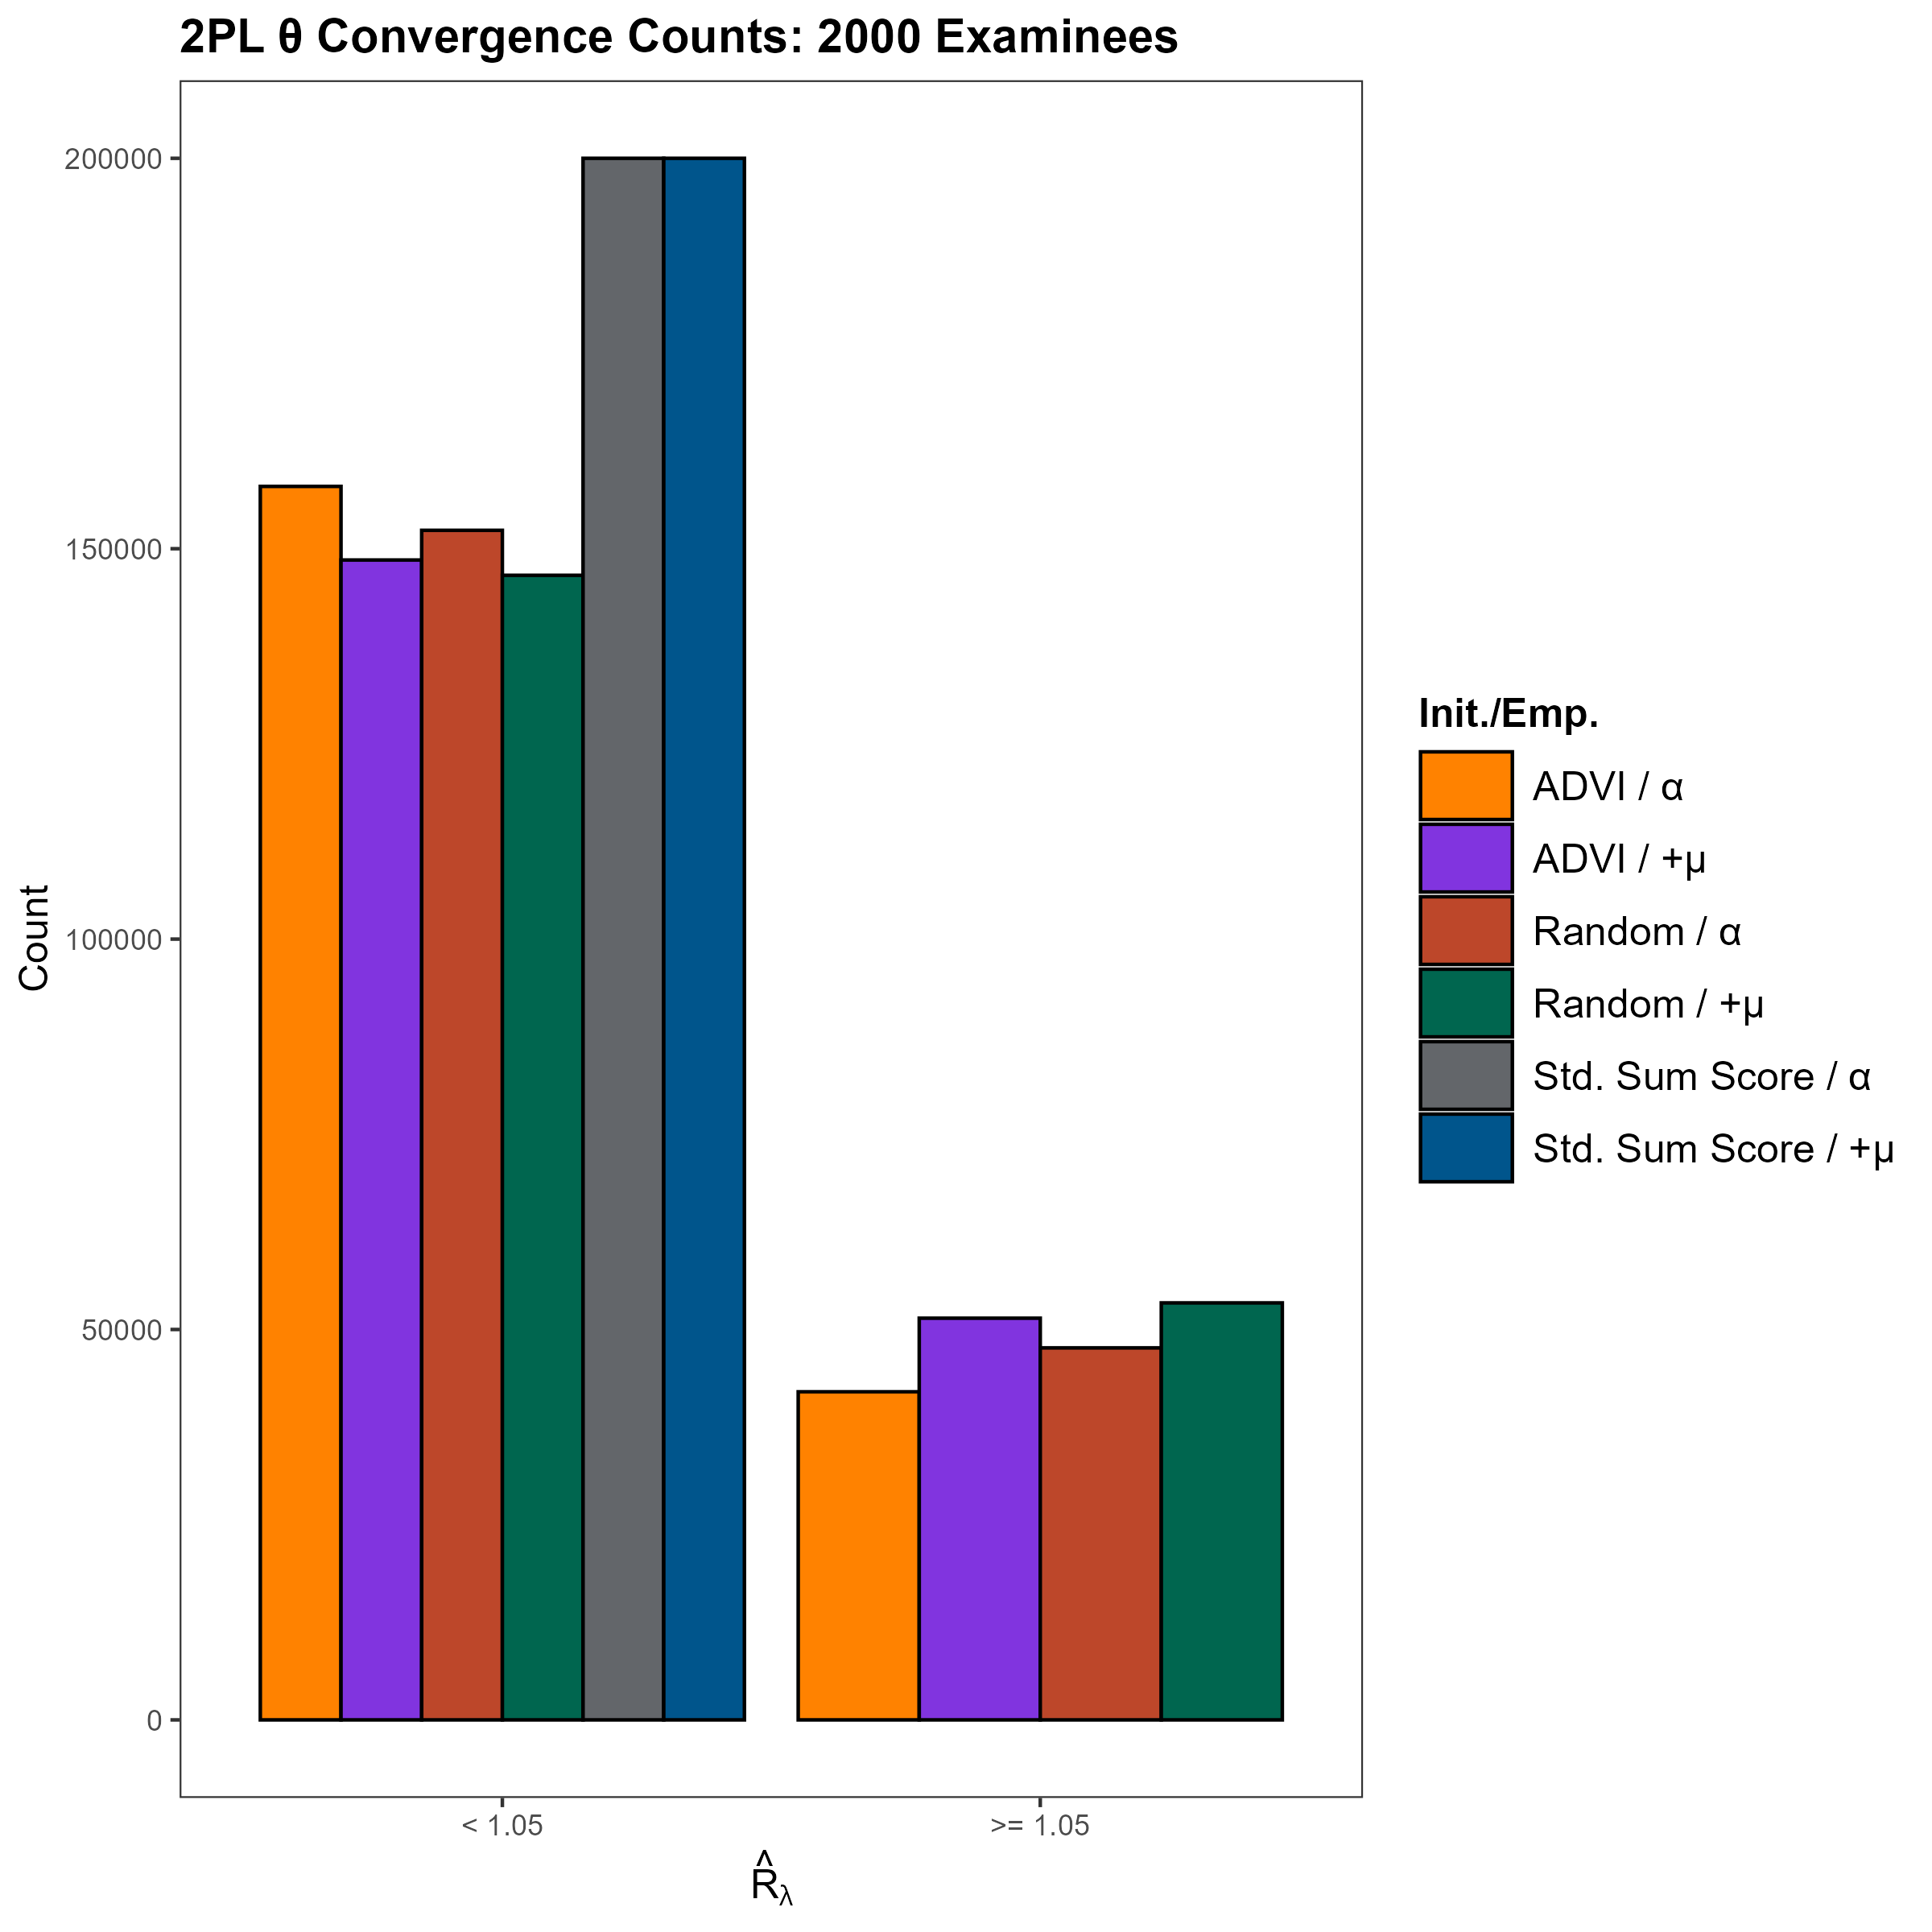 2PL θ Convergence Counts: 2000 Examinees
Count
200000
150000
100000
50000
0
< 1.05
>= 1.05
R̂λ
Init./Emp.
ADVI / α
ADVI / +μ
Random / α
Random / +μ
Std. Sum Score / α
Std. Sum Score / +μ